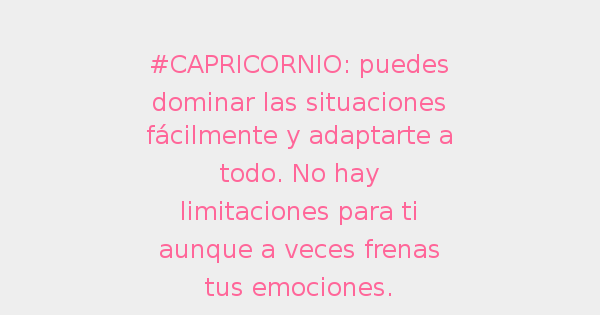 #CAPRICORNIO: puedes
dominar las situaciones
fácilmente y adaptarte a
todo. No hay
limitaciones para ti
aunque a veces frenas
tus emociones.